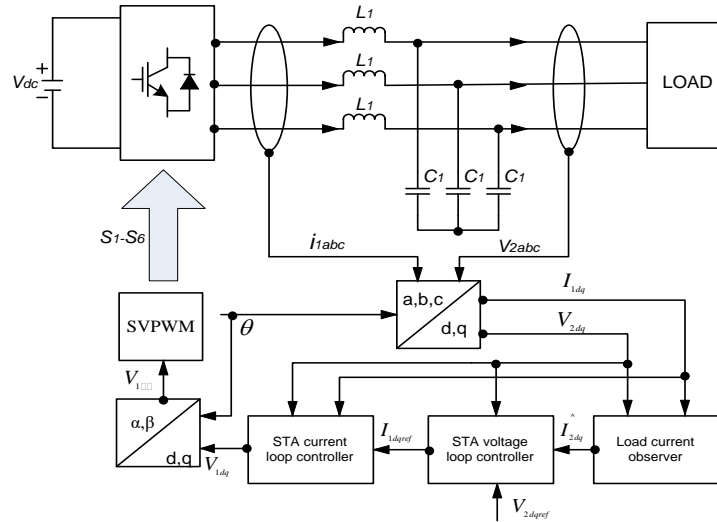 L1
Vdc
+
−
L1
LOAD
L1
C1
C1
C1
S1-S6
i1abc
V2abc
a,b,c
d,q
I1dq
V2dq
SVPWM
θ
V1□□
α,β
d,q
V1dq
STA current
loop controller
I1dqref
STA voltage
loop controller
Î2dq
Load current
observer
V2dqref